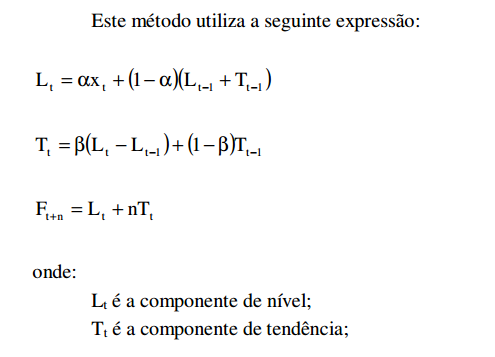 Este método utiliza a seguinte expressão:
Lₜ = αxₜ + (1 − α)(Lₜ₋₁ + Tₜ₋₁)
Tₜ = β(Lₜ − Lₜ₋₁) + (1 − β)Tₜ₋₁
Fₜ₊ₙ = Lₜ + nTₜ
onde:
Lₜ é a componente de nível;
Tₜ é a componente de tendência;